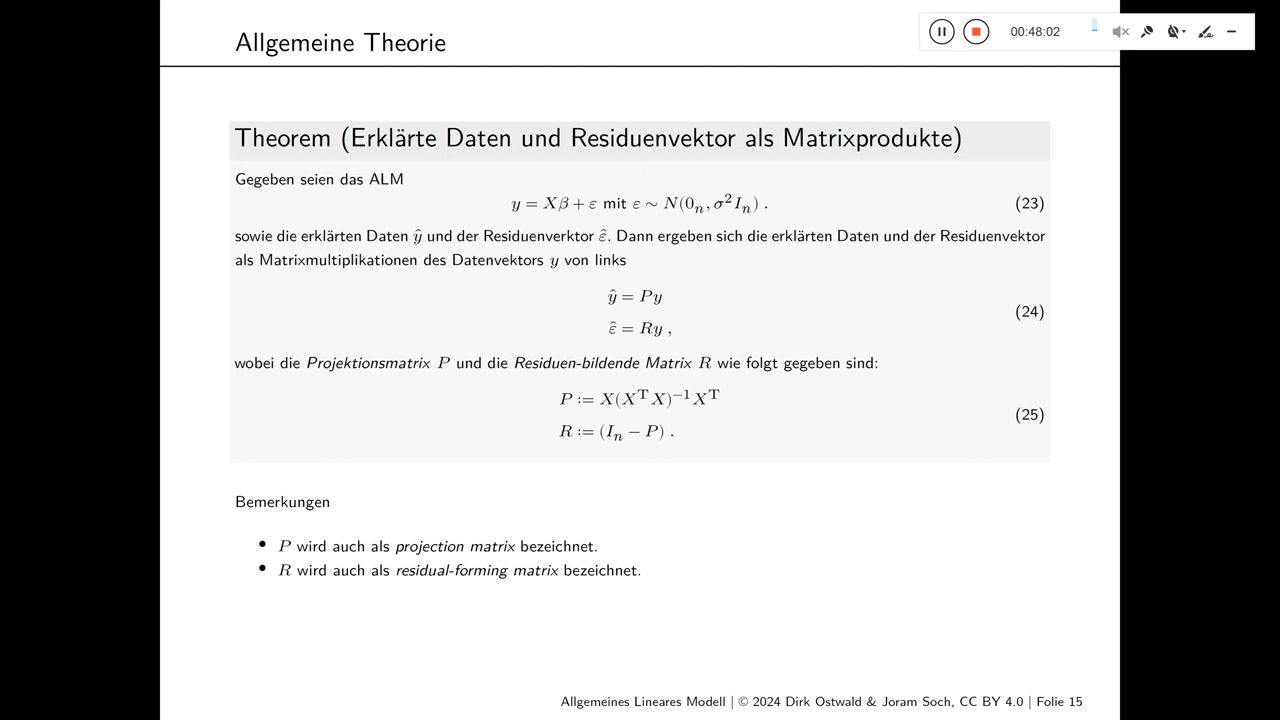 Allgemeine Theorie
00:48:02
Theorem (Erklärte Daten und Residuenvektor als Matrixprodukte)
Gegeben seien das ALM
y = Xβ + ε mit ε ∼ N(0ₙ, σ²Iₙ) . (23)
sowie die erklärten Daten ŷ und der Residuenverktor ε̂. Dann ergeben sich die erklärten Daten und der Residuenvektor
als Matrixmultiplikationen des Datenvektors y von links
ŷ = Py
(24)
ε̂ = Ry ,
wobei die Projektionsmatrix P und die Residuen-bildende Matrix R wie folgt gegeben sind:
P := X(XᵀX)⁻¹Xᵀ
(25)
R := (Iₙ − P) .
Bemerkungen
• P wird auch als projection matrix bezeichnet.
• R wird auch als residual-forming matrix bezeichnet.
Allgemeines Lineares Modell | © 2024 Dirk Ostwald & Joram Soch, CC BY 4.0 | Folie 15